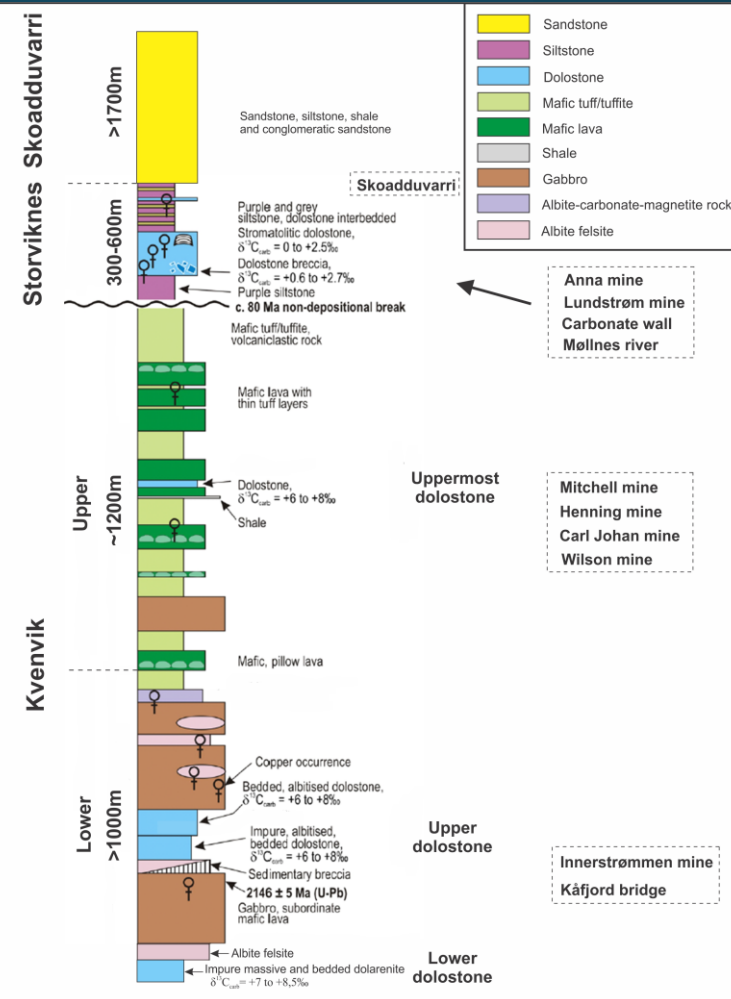 Sandstone
Siltstone
Dolostone
Mafic tuff/tuffite
Mafic lava
Shale
Gabbro
Albite-carbonate-magnetite rock
Albite felsite
Skoadduvarri
>1700m
Sandstone, siltstone, shale
and conglomeratic sandstone
Skoadduvarri
Storviknes
300-600m
Purple and grey
siltstone, dolostone interbedded
Stromatolitic dolostone,
δ¹³Ccarb = 0 to +2.5‰
Dolostone breccia,
δ¹³Ccarb = +0.6 to +2.7‰
Purple siltstone
c. 80 Ma non-depositional break
Anna mine
Lundstrøm mine
Carbonate wall
Møllnes river
Kvenvik
Upper
~1200m
Mafic tuff/tuffite,
volcaniclastic rock
Mafic lava with
thin tuff layers
Dolostone,
δ¹³Ccarb = +6 to +8‰
Shale
Uppermost
dolostone
Mitchell mine
Henning mine
Carl Johan mine
Wilson mine
Mafic, pillow lava
Lower
>1000m
Copper occurrence
Bedded, albitised dolostone,
δ¹³Ccarb = +6 to +8‰
Impure, albitised,
bedded dolostone,
δ¹³Ccarb = +6 to +8‰
Sedimentary breccia
2146 ± 5 Ma (U-Pb)
Gabbro, subordinate
mafic lava
Upper
dolostone
Innerstrømmen mine
Kåfjord bridge
Albite felsite
Impure massive and bedded dolarenite
δ¹³Ccarb = +7 to +8,5‰
Lower
dolostone